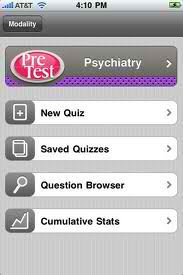 AT&T 4:10 PM
Modality
Pre
Test Psychiatry
New Quiz
Saved Quizzes
Question Browser
Cumulative Stats